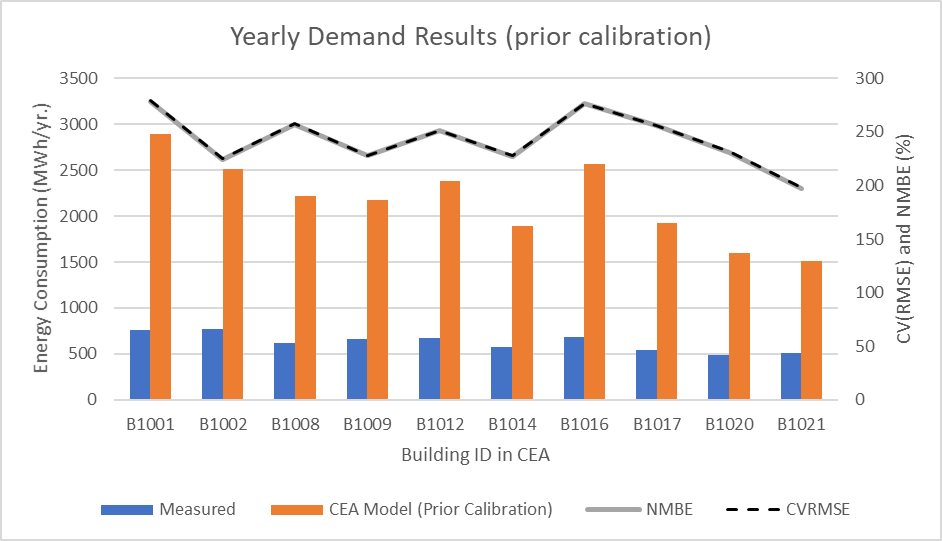 Yearly Demand Results (prior calibration)
Energy Consumption (MWh/yr.)
3500
3000
2500
2000
1500
1000
500
0
300
250
200
150
100
50
0
CV(RMSE) and NMBE (%)
B1001 B1002 B1008 B1009 B1012 B1014 B1016 B1017 B1020 B1021
Building ID in CEA
Measured CEA Model (Prior Calibration) NMBE CVRMSE